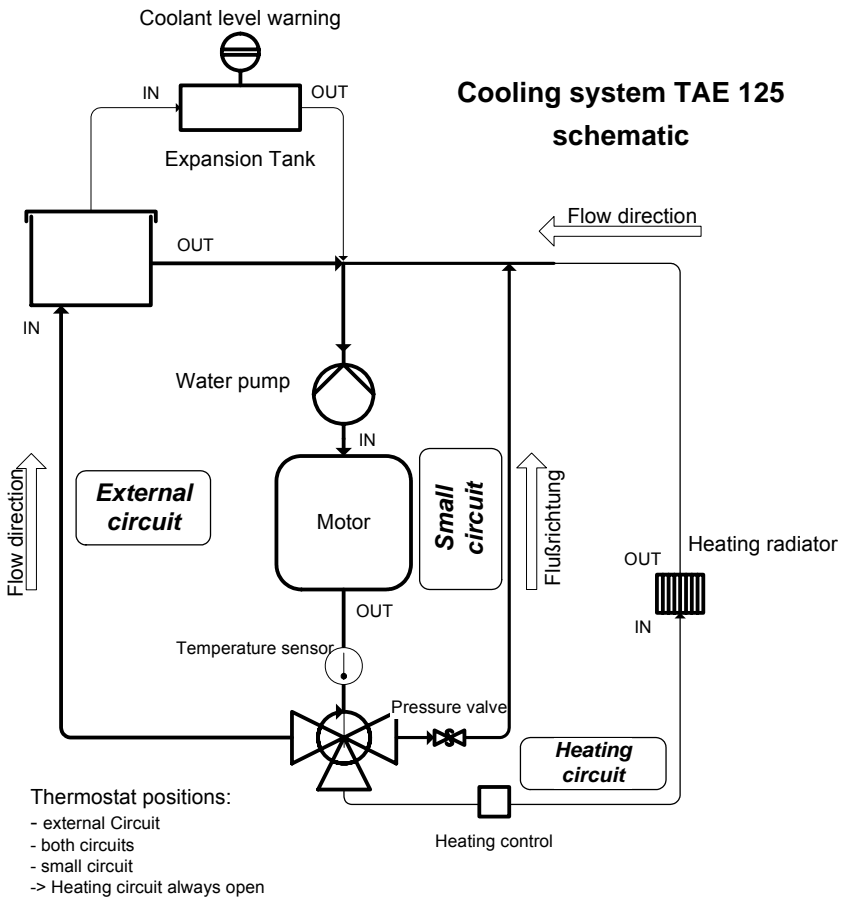 Coolant level warning
IN
OUT
Cooling system TAE 125
schematic
Expansion Tank
Flow direction
OUT
IN
Water pump
IN
Flow direction
External
circuit
Motor
Small
circuit
Flußrichtung
OUT
Heating radiator
IN
OUT
Temperature sensor
Pressure valve
Heating
circuit
Thermostat positions:
- external Circuit
- both circuits
- small circuit
-> Heating circuit always open
Heating control